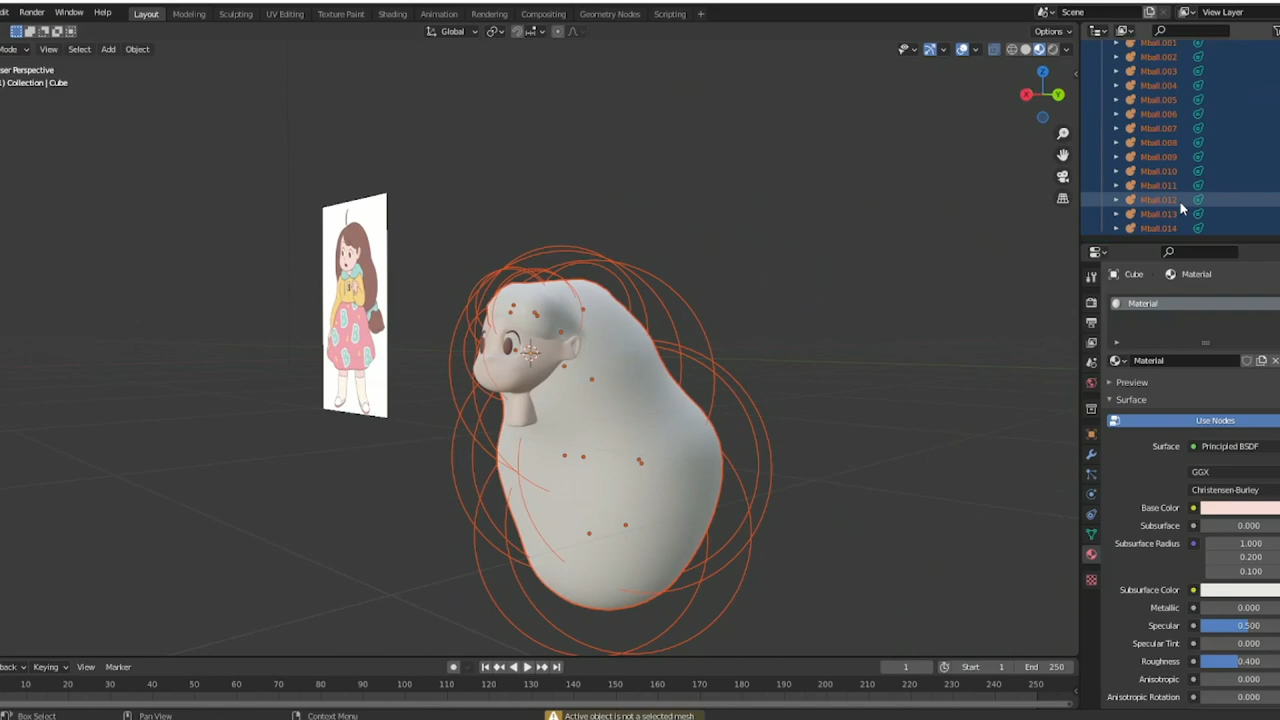 dit Render Window Help Layout Modeling Sculpting UV Editing Texture Paint Shading Animation Rendering Compositing Geometry Nodes Scripting + Scene View Layer
Global Options
Mode View Select Add Object
ser Perspective
) Collection | Cube
Z
X Y
Mball.001
Mball.002
Mball.003
Mball.004
Mball.005
Mball.006
Mball.007
Mball.008
Mball.009
Mball.010
Mball.011
Mball.012
Mball.013
Mball.014
Cube Material
Material
Material
Preview
Surface
Use Nodes
Surface Principled BSDF
GGX
Christensen-Burley
Base Color
Subsurface 0.000
Subsurface Radius 1.000
0.200
0.100
Subsurface Color
Metallic 0.000
Specular 0.500
Specular Tint 0.000
Roughness 0.400
Anisotropic 0.000
Anisotropic Rotation 0.000
back Keying View Marker 1 Start 1 End 250
10 20 30 40 50 60 70 80 90 100 110 120 130 140 150 160 170 180 190 200 210 220 230 240 250
Box Select Pan View Context Menu Active object is not a selected mesh